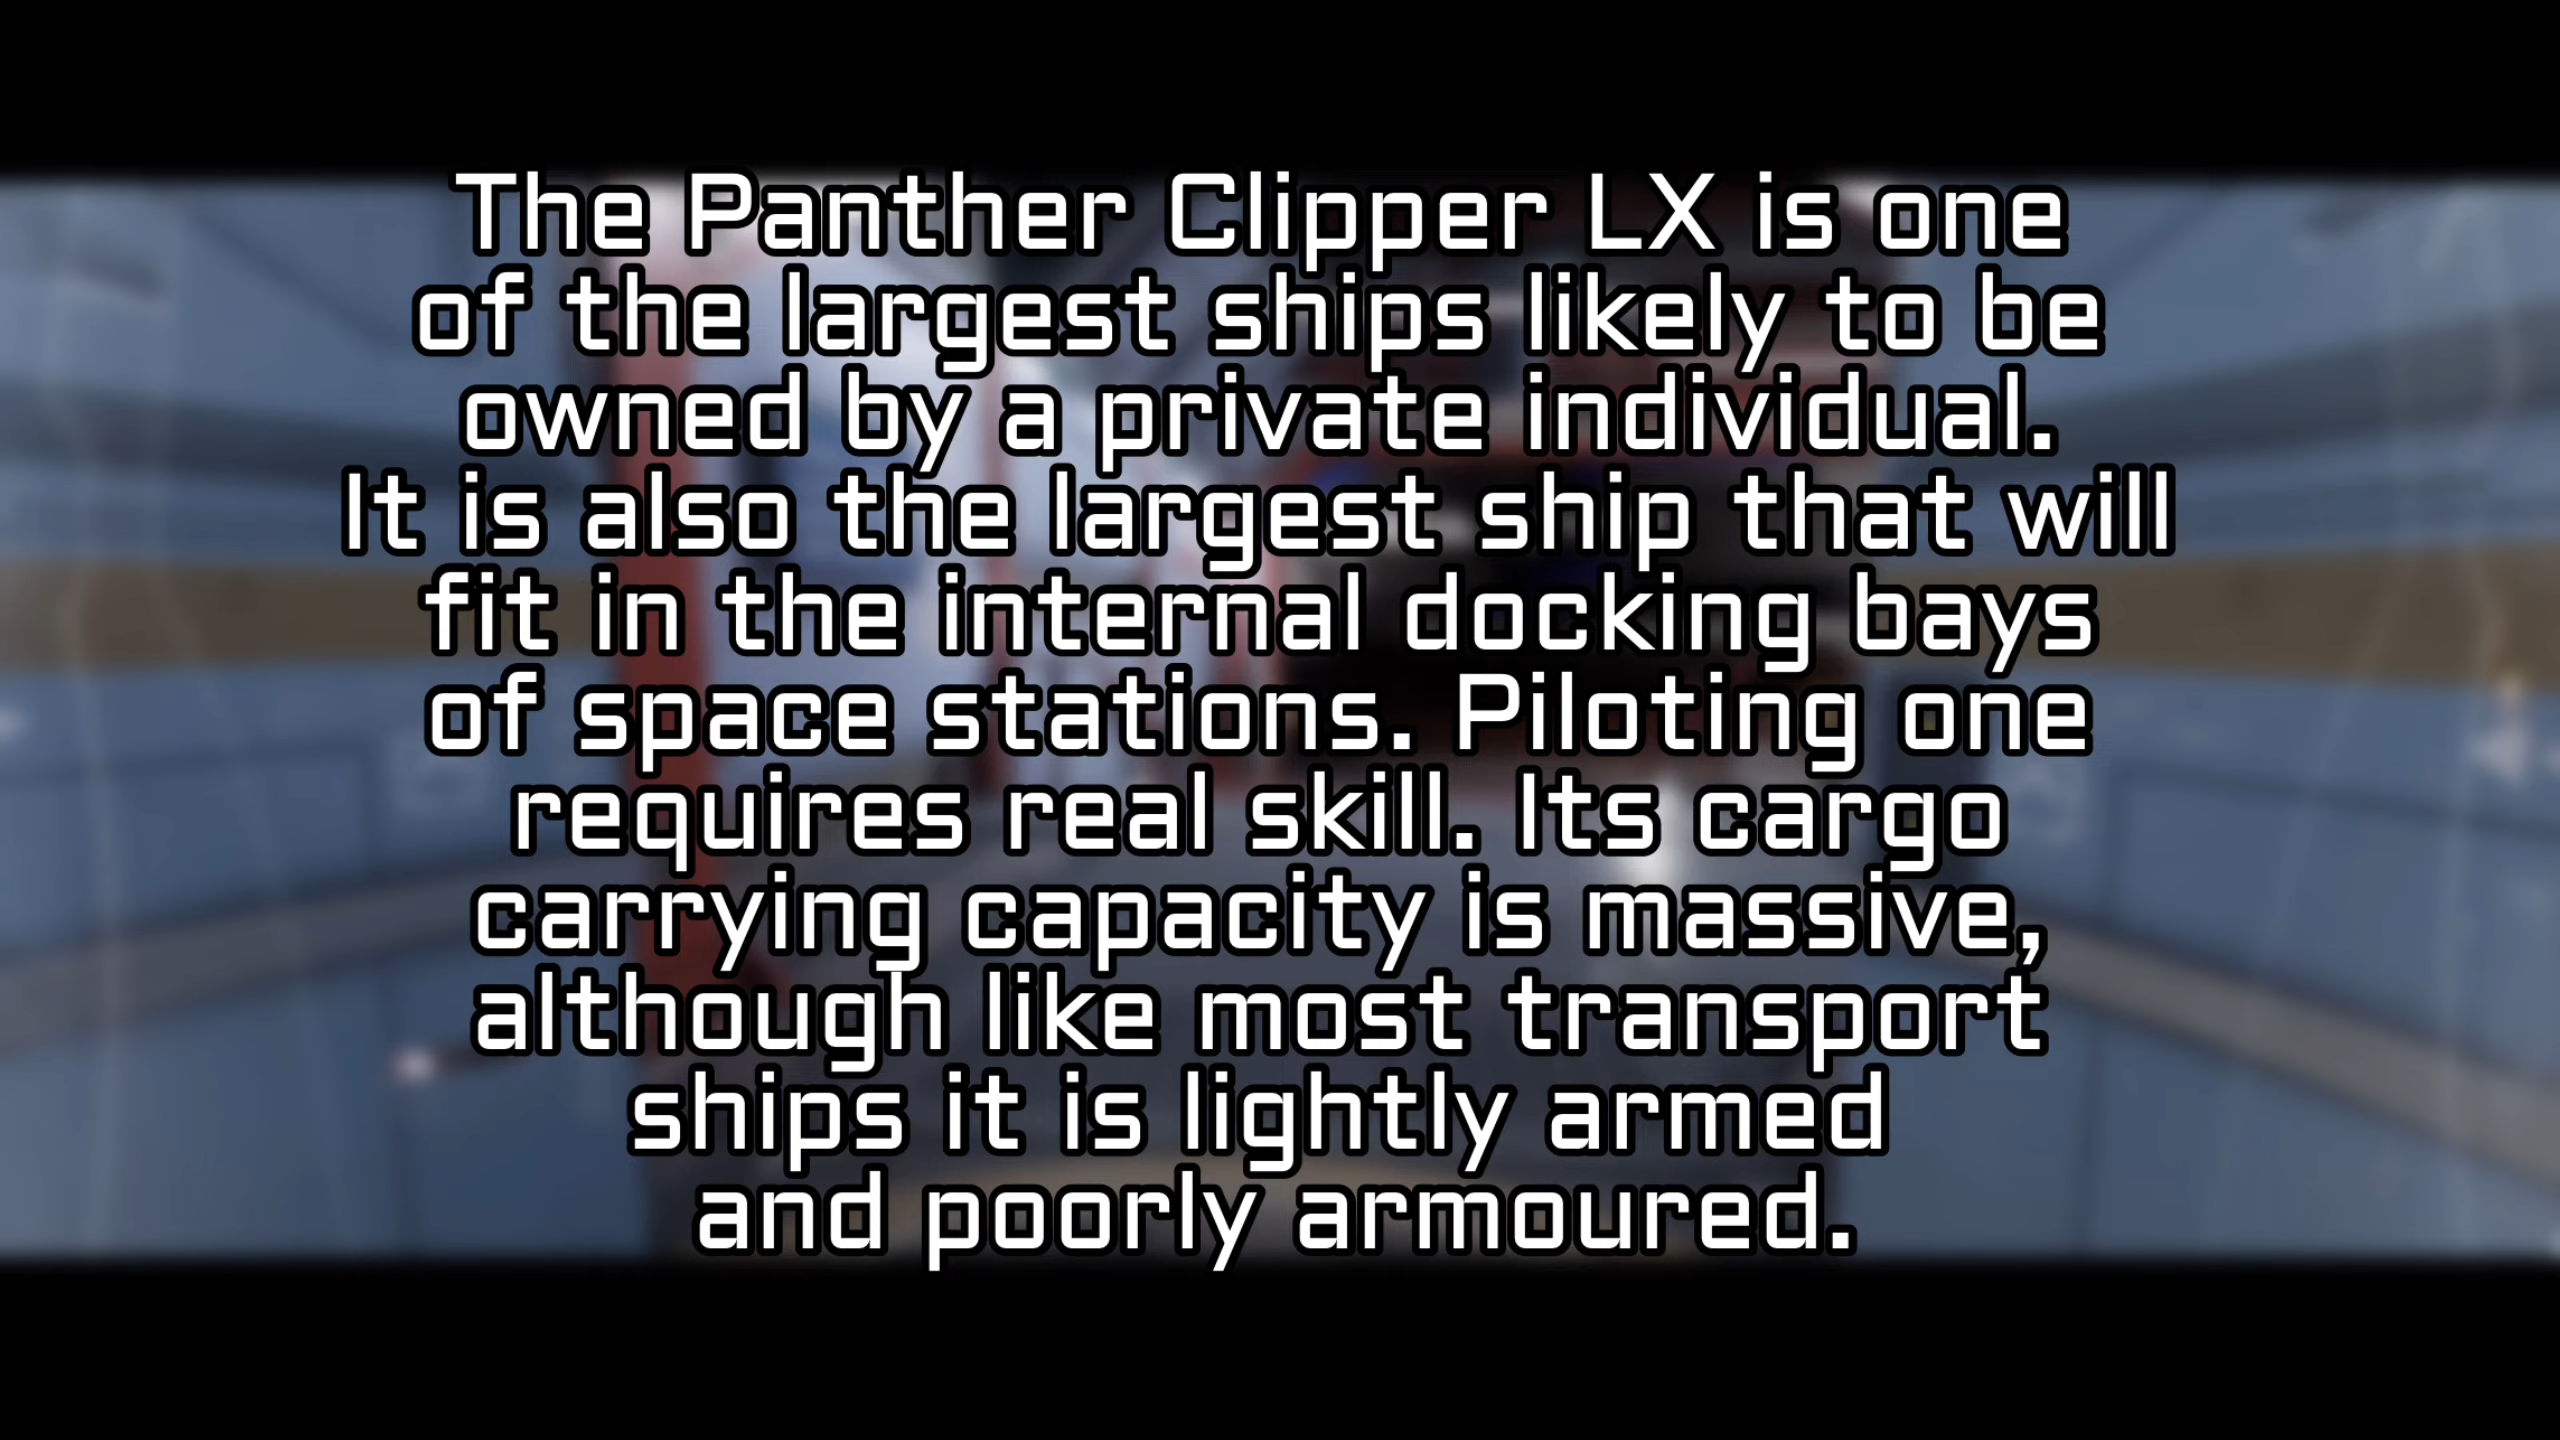 The Panther Clipper LX is one
of the largest ships likely to be
owned by a private individual.
It is also the largest ship that will
fit in the internal docking bays
of space stations. Piloting one
requires real skill. Its cargo
carrying capacity is massive,
although like most transport
ships it is lightly armed
and poorly armoured.